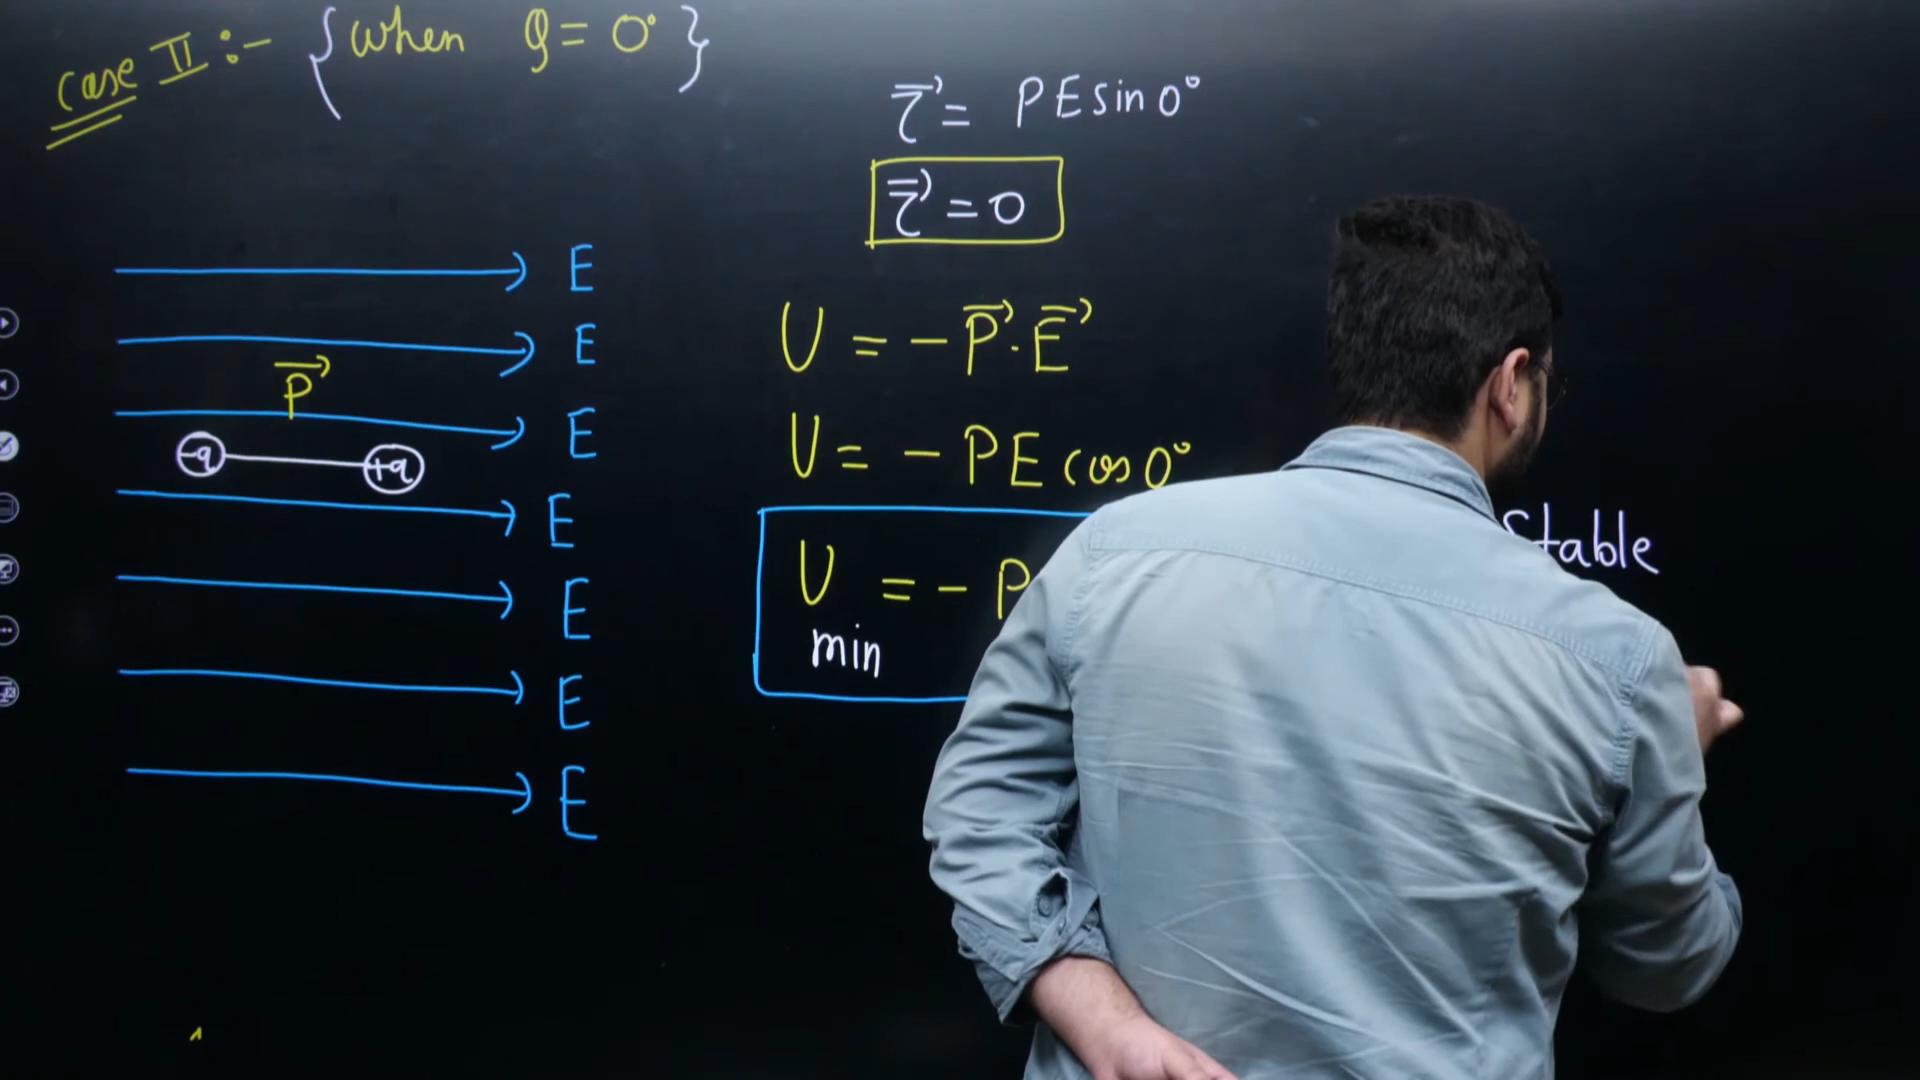 case II :- {when θ = 0°}
τ⃗ = PE sin 0°
τ⃗ = 0
E
E
P⃗
E
-q +q
E
E
E
E
U = - P⃗ · E⃗
U = - PE cos 0°
U min = - P
Stable